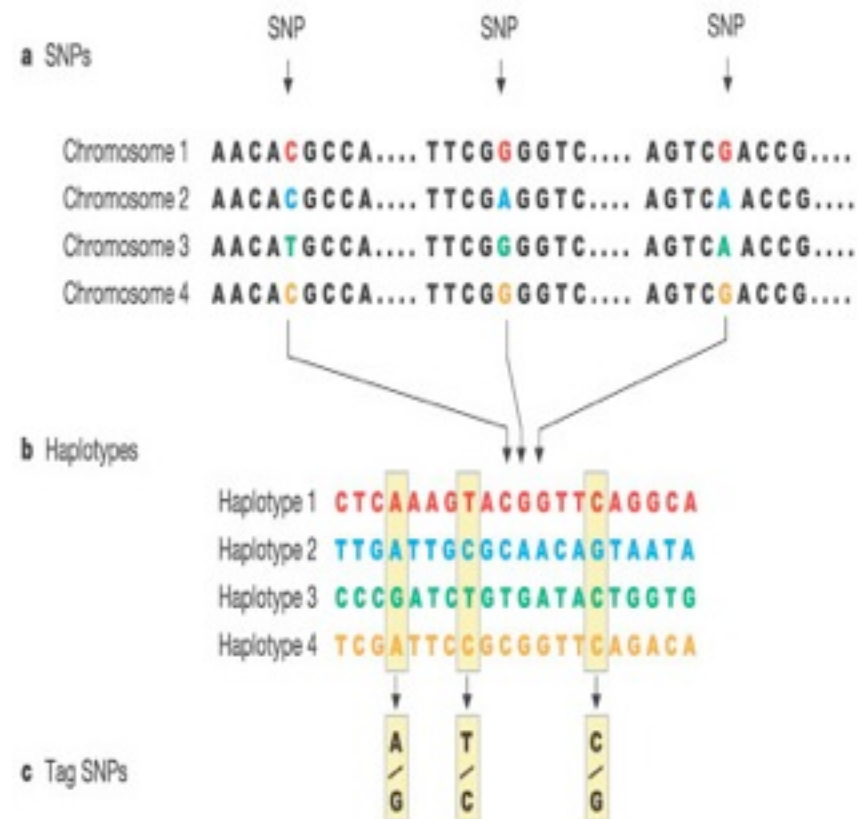 SNP SNP SNP
a SNPs
Chromosome 1 AACACGCCA.... TTCGGGGTC.... AGTCGACCG....
Chromosome 2 AACACGCCA.... TTCGAGGTC.... AGTCAACCG....
Chromosome 3 AACATGCCA.... TTCGGGGTC.... AGTCAACCG....
Chromosome 4 AACACGCCA.... TTCGGGGTC.... AGTCGACCG....
b Haplotypes
Haplotype 1 CTCAAAGTACGGTTCAGGCA
Haplotype 2 TTGATTGCGCAACAGTAATA
Haplotype 3 CCCGATCTGTGATACTGGTG
Haplotype 4 TCGATTCCGCGGTTCAGACA
c Tag SNPs
A/G T/C C/G